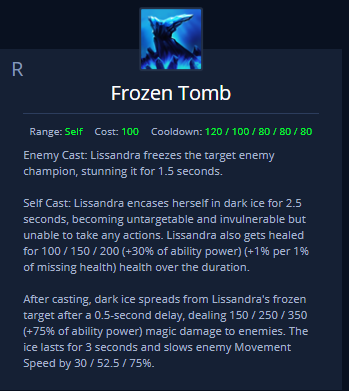 R
Frozen Tomb
Range: Self Cost: 100 Cooldown: 120 / 100 / 80 / 80 / 80
Enemy Cast: Lissandra freezes the target enemy
champion, stunning it for 1.5 seconds.
Self Cast: Lissandra encases herself in dark ice for 2.5
seconds, becoming untargetable and invulnerable but
unable to take any actions. Lissandra also gets healed
for 100 / 150 / 200 (+30% of ability power) (+1% per 1%
of missing health) health over the duration.
After casting, dark ice spreads from Lissandra's frozen
target after a 0.5-second delay, dealing 150 / 250 / 350
(+75% of ability power) magic damage to enemies. The
ice lasts for 3 seconds and slows enemy Movement
Speed by 30 / 52.5 / 75%.